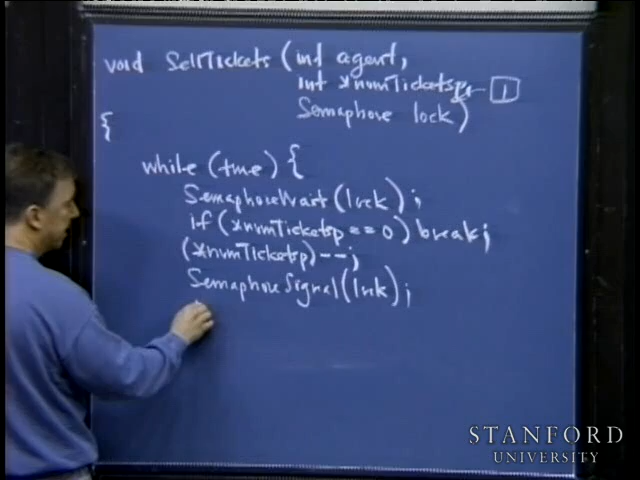 void SellTickets (int agent,
int *numTicketsp, 1
Semaphore lock)
{
while (true) {
SemaphoreWait (lock);
if (*numTicketsp == 0) break;
(*numTicketsp)--;
SemaphoreSignal (lock);
STANFORD
UNIVERSITY